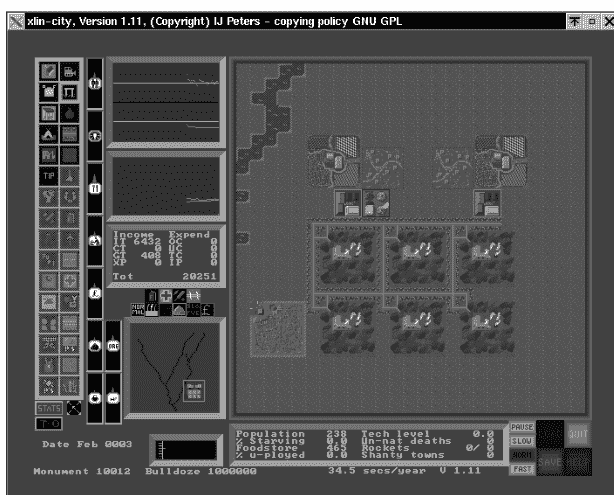 xlin-city, Version 1.11, (Copyright) IJ Peters - copying policy GNU GPL
TIP
Income Expend
IT 6432 OC 0
CT 0 UC 0
GT 408 TC 0
XP 0 IP 0
Tot 20251
STATS
Date Feb 0003
Population 238 Tech level 0.0
% Starving 0.0 Un-nat deaths 0
Foodstore 465 Rockets 0/ 0
% u-ployed 0.0 Shanty towns 0
PAUSE
SLOW
NORM
FAST
QUIT
SAVE
Monument 10012 Bulldoze 1000000 34.5 secs/year V 1.11